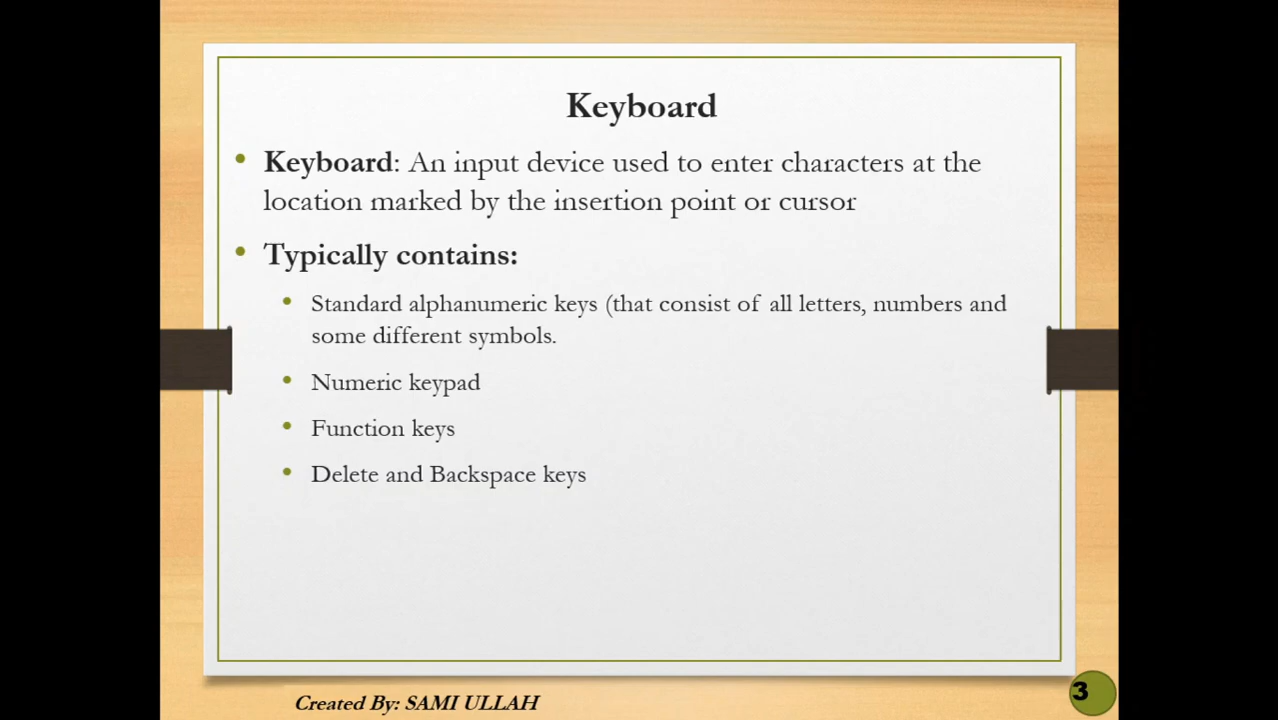 Keyboard
• Keyboard: An input device used to enter characters at the
location marked by the insertion point or cursor
• Typically contains:
• Standard alphanumeric keys (that consist of all letters, numbers and
some different symbols.
• Numeric keypad
• Function keys
• Delete and Backspace keys
Created By: SAMI ULLAH
3